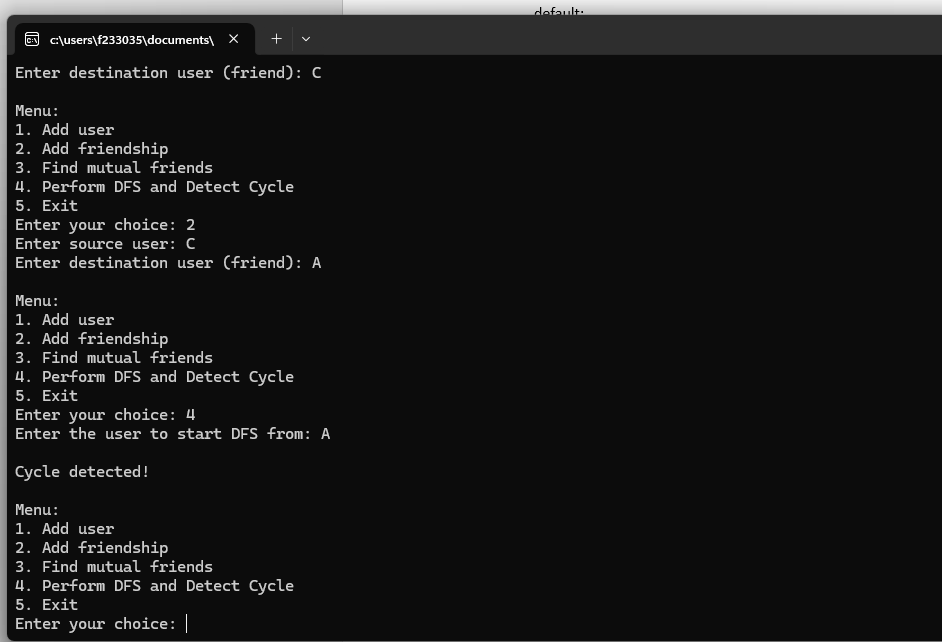 default:
c:\users\f233035\documents\
Enter destination user (friend): C
Menu:
1. Add user
2. Add friendship
3. Find mutual friends
4. Perform DFS and Detect Cycle
5. Exit
Enter your choice: 2
Enter source user: C
Enter destination user (friend): A
Menu:
1. Add user
2. Add friendship
3. Find mutual friends
4. Perform DFS and Detect Cycle
5. Exit
Enter your choice: 4
Enter the user to start DFS from: A
Cycle detected!
Menu:
1. Add user
2. Add friendship
3. Find mutual friends
4. Perform DFS and Detect Cycle
5. Exit
Enter your choice: